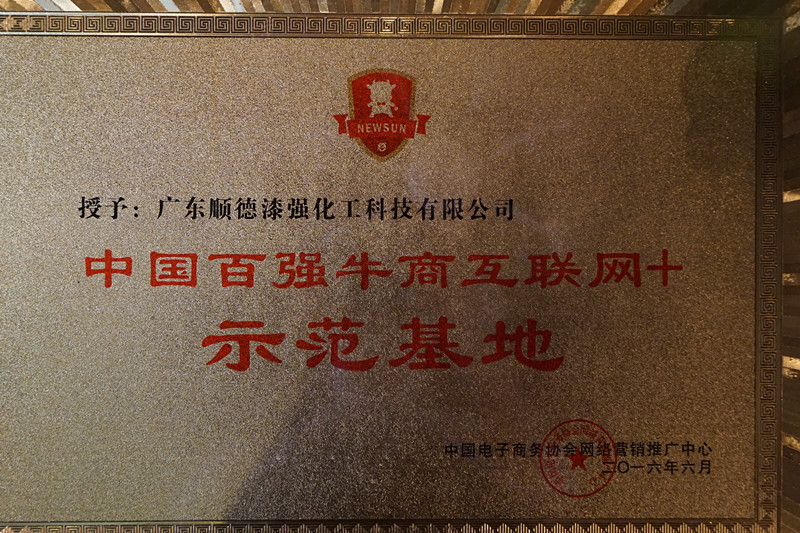 NEWSUN
授予：广东顺德漆强化工科技有限公司
中国百强牛商互联网+
示范基地
中国电子商务协会网络营销推广中心
二〇一六年六月